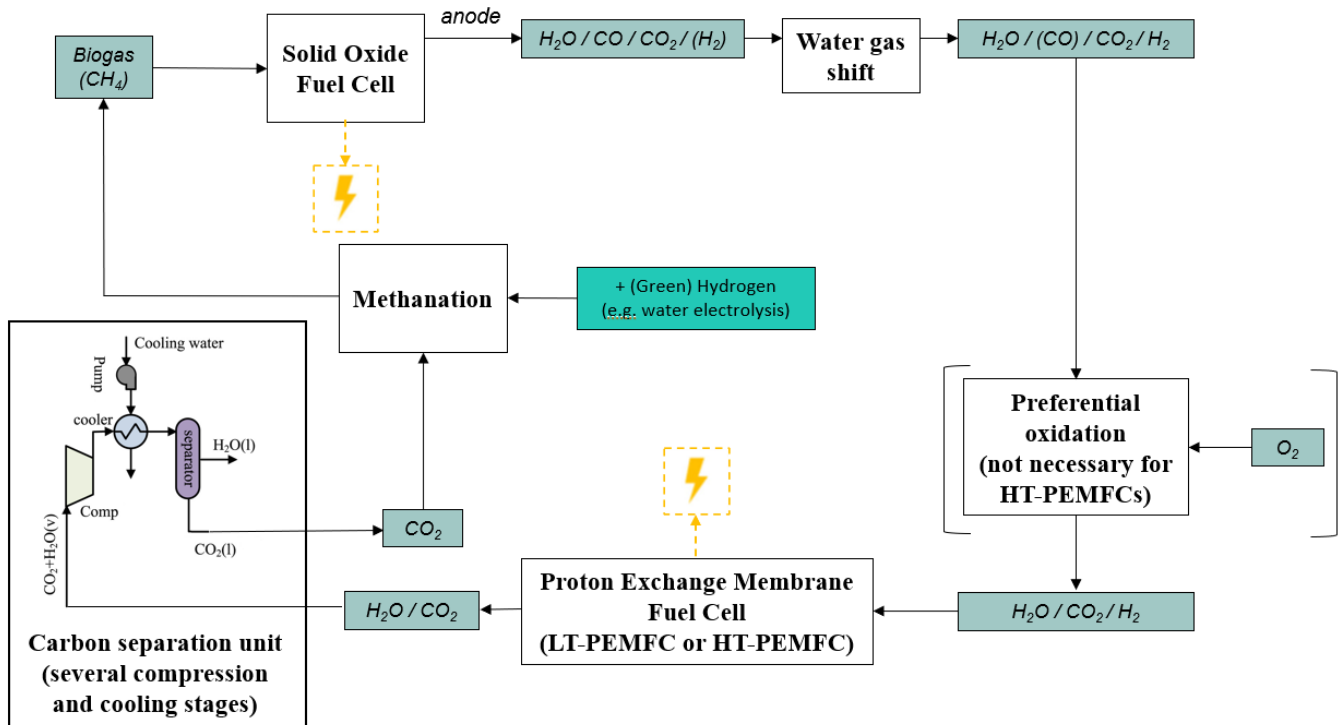 Biogas
(CH₄)
Solid Oxide
Fuel Cell
anode
H₂O / CO / CO₂ / (H₂)
Water gas
shift
H₂O / (CO) / CO₂ / H₂
Methanation
+ (Green) Hydrogen
(e.g. water electrolysis)
Preferential
oxidation
(not necessary for
HT-PEMFCs)
O₂
H₂O / CO₂ / H₂
Proton Exchange Membrane
Fuel Cell
(LT-PEMFC or HT-PEMFC)
H₂O / CO₂
CO₂
Cooling water
Pump
cooler
separator
H₂O(l)
Comp
CO₂(l)
CO₂+H₂O(v)
Carbon separation unit
(several compression
and cooling stages)